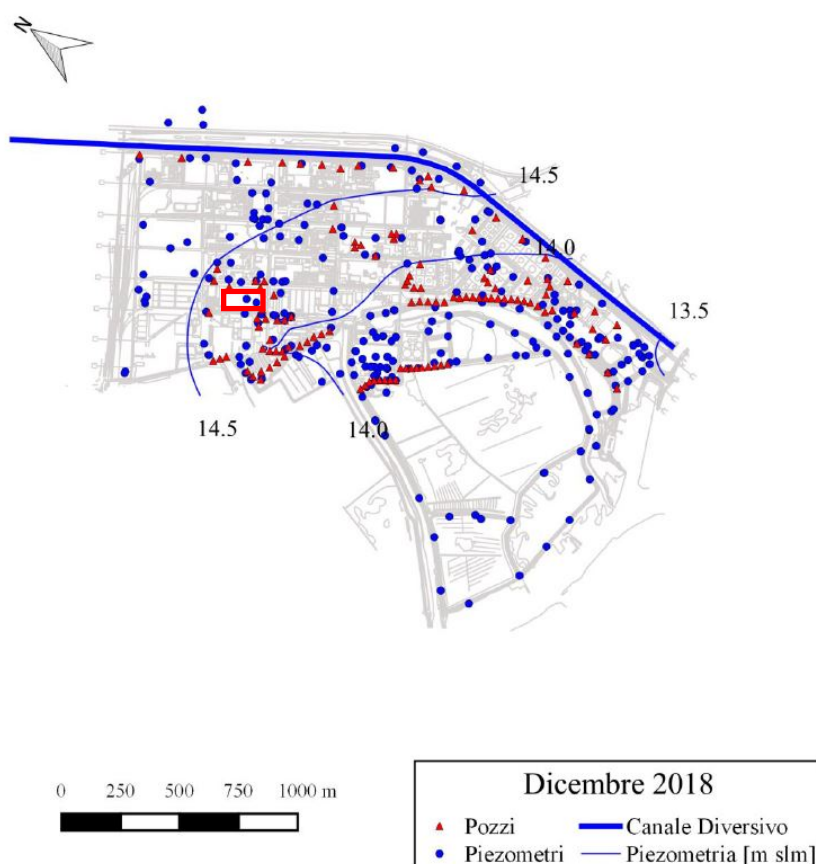 N
14.5
14.0
13.5
14.5
14.0
0 250 500 750 1000 m
Dicembre 2018
Pozzi
Canale Diversivo
Piezometri
Piezometria [m slm]